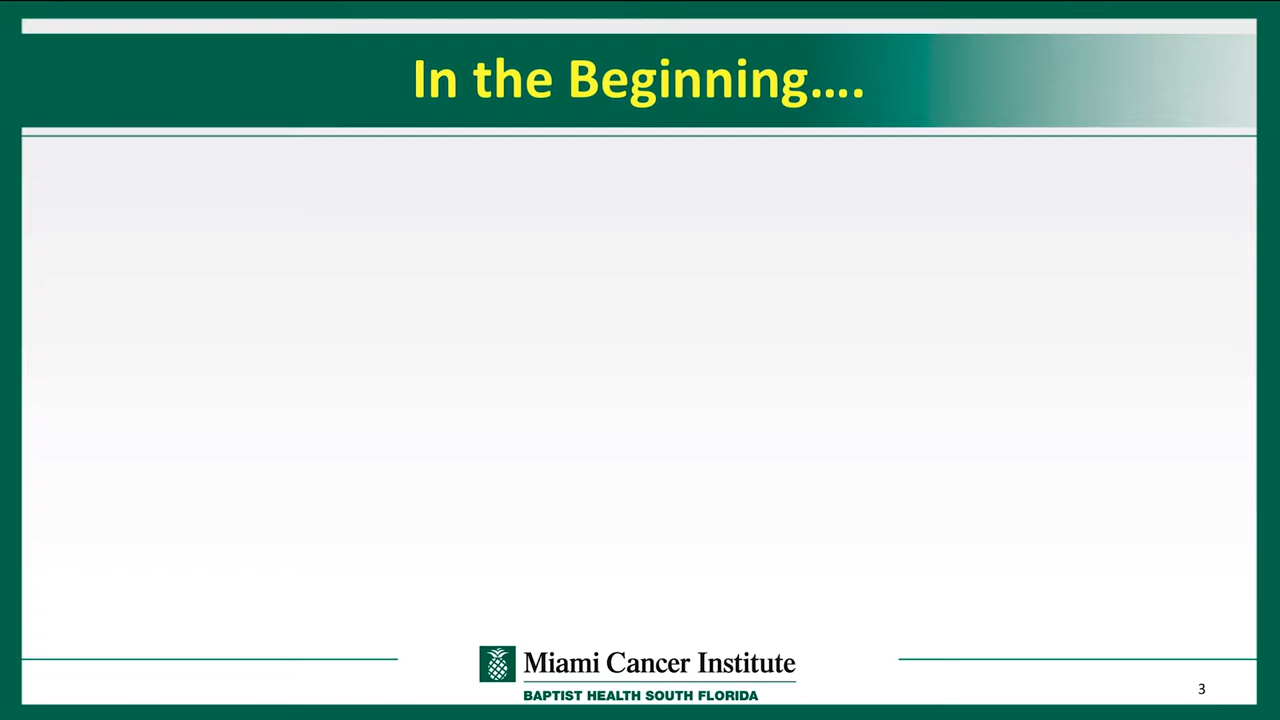 In the Beginning....
Miami Cancer Institute
BAPTIST HEALTH SOUTH FLORIDA
3